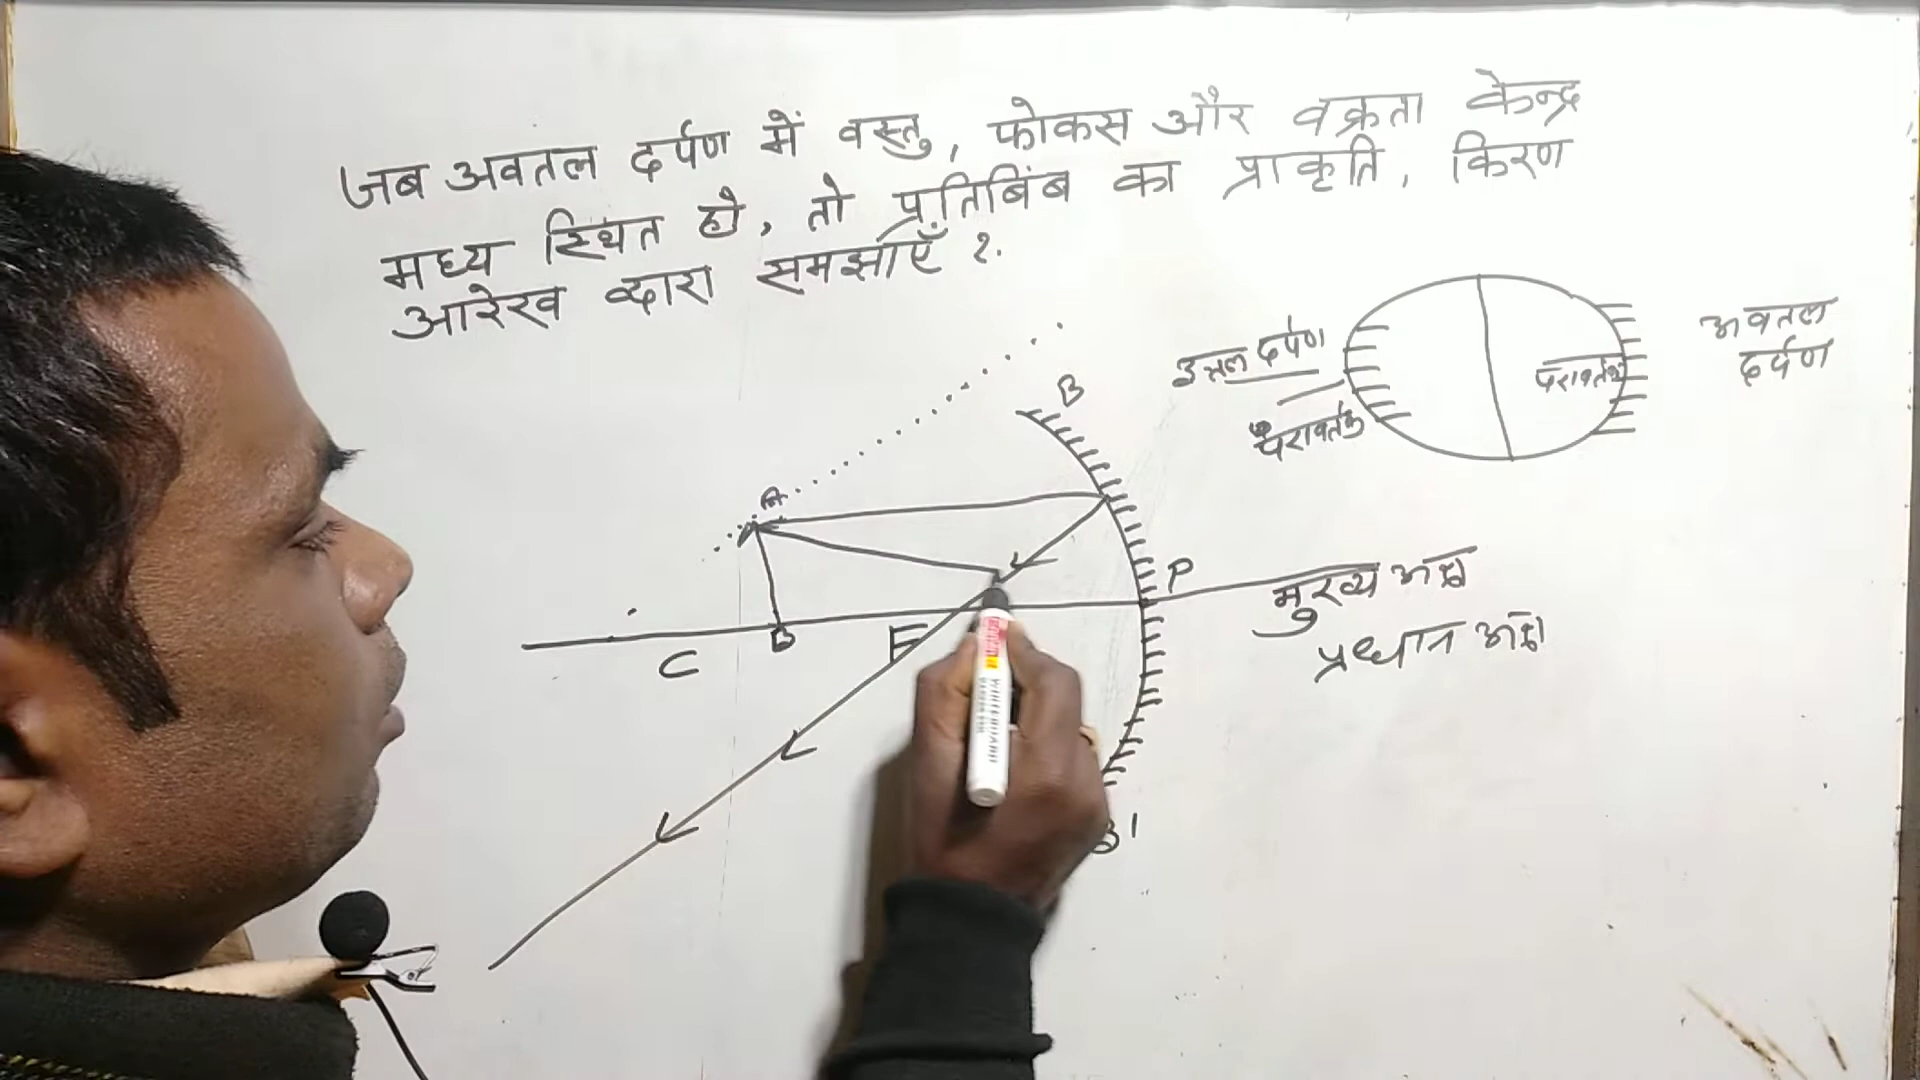 जब अवतल दर्पण में वस्तु, फोकस और वक्रता केन्द्र
मध्य स्थित हो, तो प्रतिबिंब का प्राकृति, किरण
आरेख द्वारा समझाएँ ?.
उत्तल दर्पण
परावर्तक
परावर्तक
अवतल
दर्पण
B
A
P
मुख्य अक्ष
प्रधान अक्ष
C
B
F
B'
WHITEBOARD